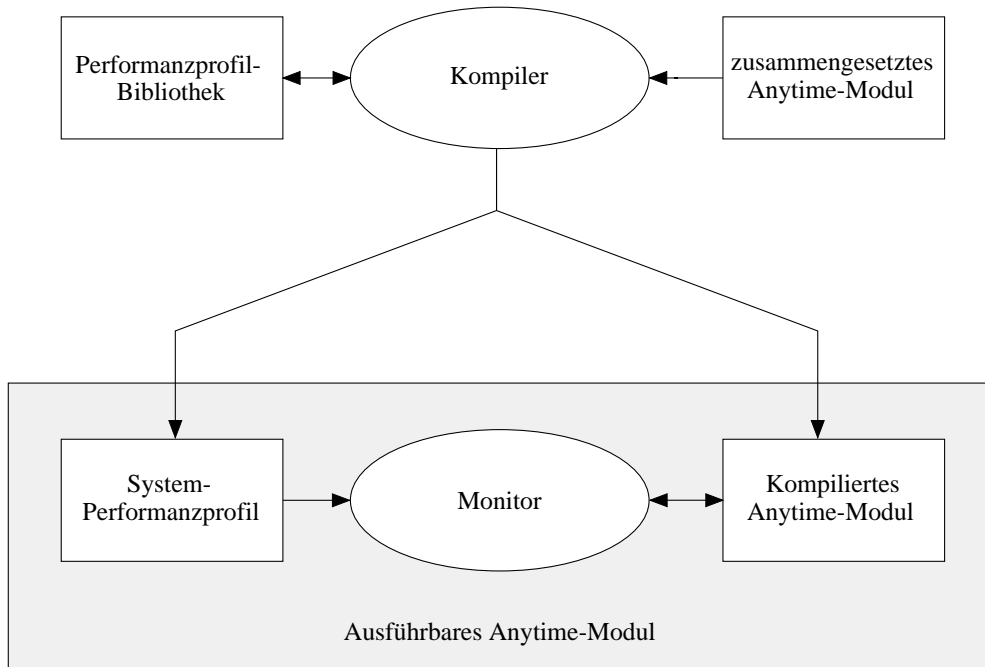 Performanzprofil-
Bibliothek
Kompiler
zusammengesetztes
Anytime-Modul
System-
Performanzprofil
Monitor
Kompiliertes
Anytime-Modul
Ausführbares Anytime-Modul